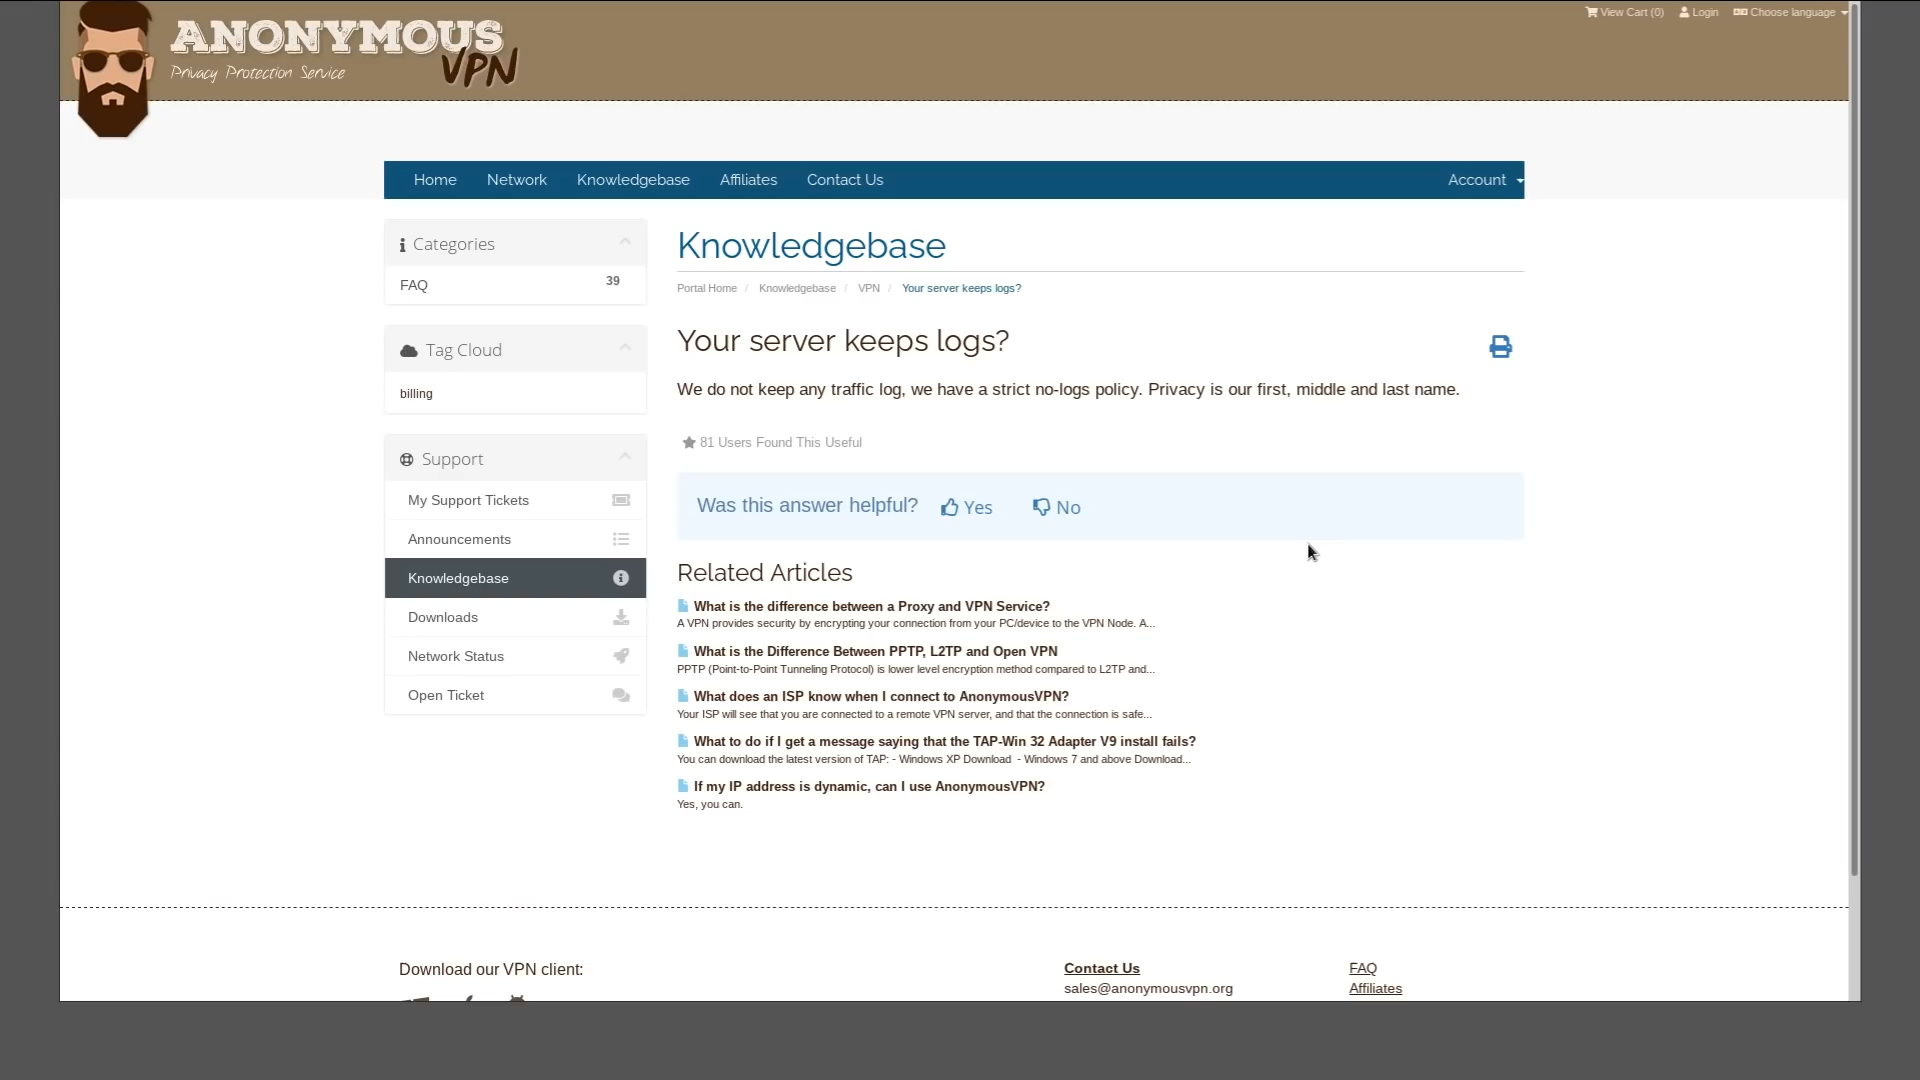 ANONYMOUS
VPN
Privacy Protection Service
View Cart (0) Login Choose language
Home Network Knowledgebase Affiliates Contact Us Account
Categories
FAQ 39
Tag Cloud
billing
Support
My Support Tickets
Announcements
Knowledgebase
Downloads
Network Status
Open Ticket
Knowledgebase
Portal Home / Knowledgebase / VPN / Your server keeps logs?
Your server keeps logs?
We do not keep any traffic log, we have a strict no-logs policy. Privacy is our first, middle and last name.
81 Users Found This Useful
Was this answer helpful? Yes No
Related Articles
What is the difference between a Proxy and VPN Service?
A VPN provides security by encrypting your connection from your PC/device to the VPN Node. A...
What is the Difference Between PPTP, L2TP and Open VPN
PPTP (Point-to-Point Tunneling Protocol) is lower level encryption method compared to L2TP and...
What does an ISP know when I connect to AnonymousVPN?
Your ISP will see that you are connected to a remote VPN server, and that the connection is safe...
What to do if I get a message saying that the TAP-Win 32 Adapter V9 install fails?
You can download the latest version of TAP: - Windows XP Download - Windows 7 and above Download...
If my IP address is dynamic, can I use AnonymousVPN?
Yes, you can.
Download our VPN client:
Contact Us
sales@anonymousvpn.org
FAQ
Affiliates